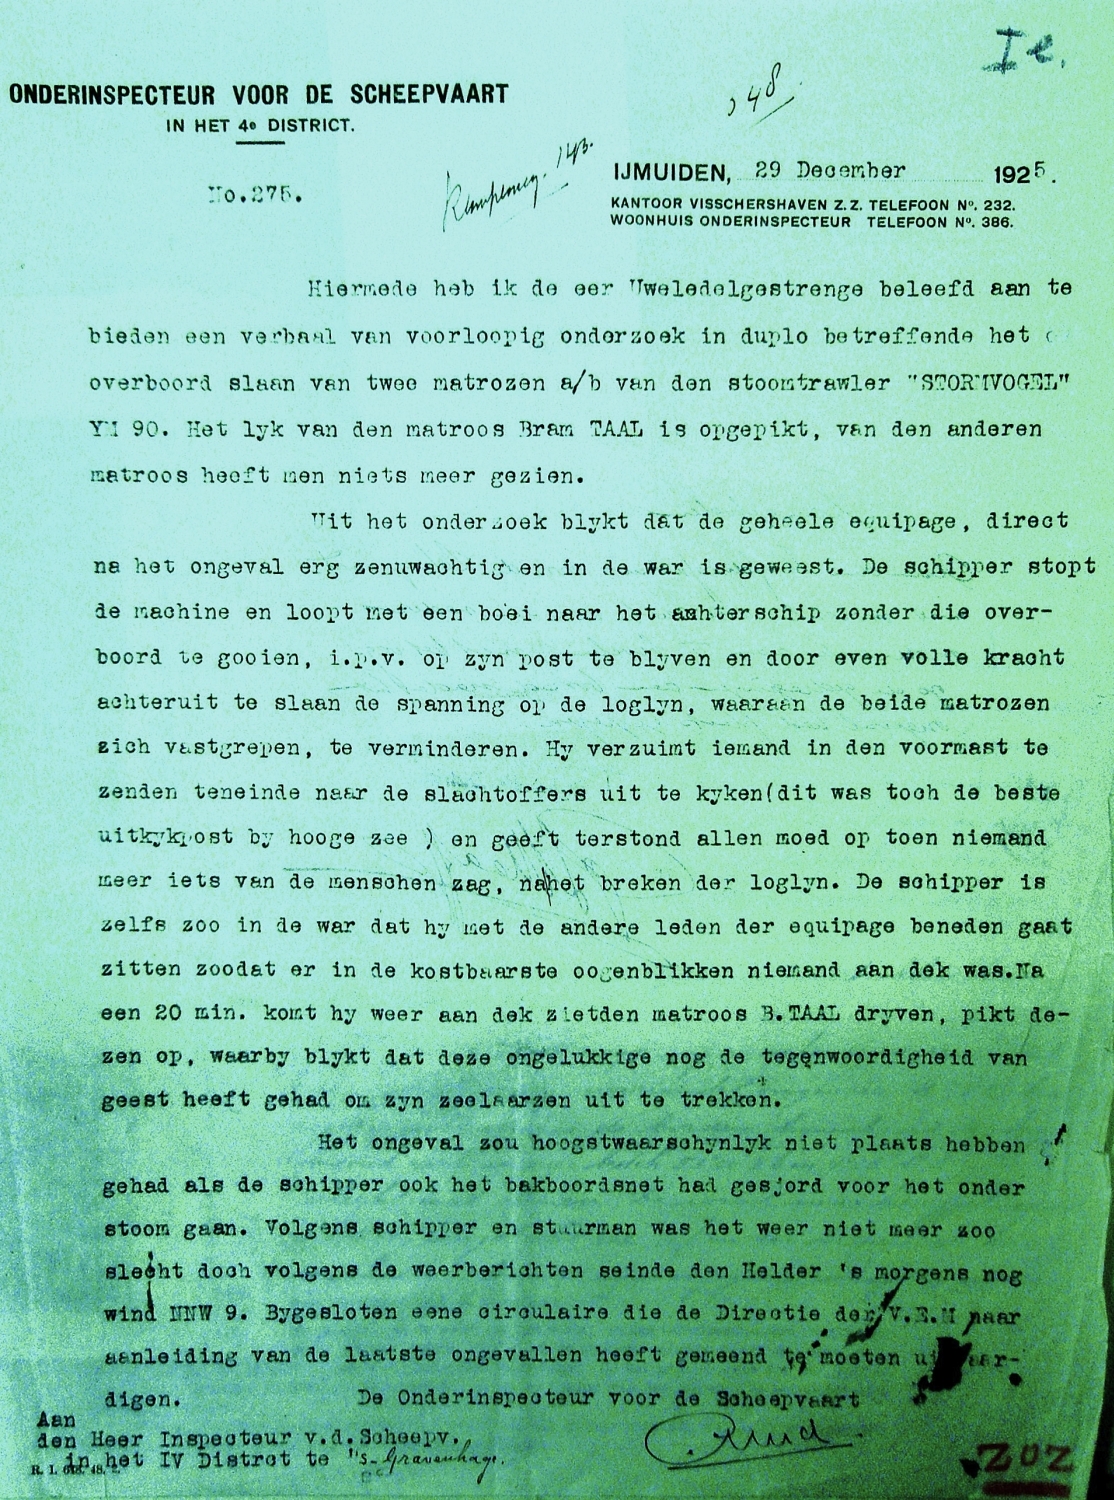 I e.
ONDERINSPECTEUR VOOR DE SCHEEPVAART
IN HET 4e DISTRICT.
No.275.
248
143.
IJMUIDEN, 29 December 1925.
KANTOOR VISSCHERSHAVEN Z.Z. TELEFOON No. 232.
WOONHUIS ONDERINSPECTEUR TELEFOON No. 386.
Hiermede heb ik de eer Uweledelgestrenge beleefd aan te
bieden een verbaal van voorloopig onderzoek in duplo betreffende het
overboord slaan van twee matrozen a/b van den stoomtrawler "STORMVOGEL"
YM 90. Het lyk van den matroos Bram TAAL is opgepikt, van den anderen
matroos heeft men niets meer gezien.
Uit het onderzoek blykt dat de geheele equipage, direct
na het ongeval erg zenuwachtig en in de war is geweest. De schipper stopt
de machine en loopt met een boei naar het achterschip zonder die over-
boord te gooien, i.p.v. op zyn post te blyven en door even volle kracht
achteruit te slaan de spanning op de loglyn, waaraan de beide matrozen
zich vastgrepen, te verminderen. Hy verzuimt iemand in den voormast te
zenden teneinde naar de slachtoffers uit te kyken(dit was toch de beste
uitkykpost by hooge zee ) en geeft terstond allen moed op toen niemand
meer iets van de menschen zag, na het breken der loglyn. De schipper is
zelfs zoo in de war dat hy met de andere leden der equipage beneden gaat
zitten zoodat er in de kostbaarste oogenblikken niemand aan dek was.Na
een 20 min. komt hy weer aan dek zietden matroos B.TAAL dryven, pikt de-
zen op, waarby blykt dat deze ongelukkige nog de tegenwoordigheid van
geest heeft gehad om zyn zeelaarzen uit te trekken.
Het ongeval zou hoogstwaarschynlyk niet plaats hebben
gehad als de schipper ook het bakboordsnet had gesjord voor het onder
stoom gaan. Volgens schipper en stuurman was het weer niet meer zoo
slecht doch volgens de weerberichten seinde den Helder 's morgens nog
wind NNW 9. Bygesloten eene circulaire die de Directie der V.E.M naar
aanleiding van de laatste ongevallen heeft gemeend te moeten uitvaar-
digen.
De Onderinspecteur voor de Scheepvaart
Aan
den Heer Inspecteur v.d.Scheepv.
in het IV Distrct te 's-Gravenhage.
R. I.
ZOZ